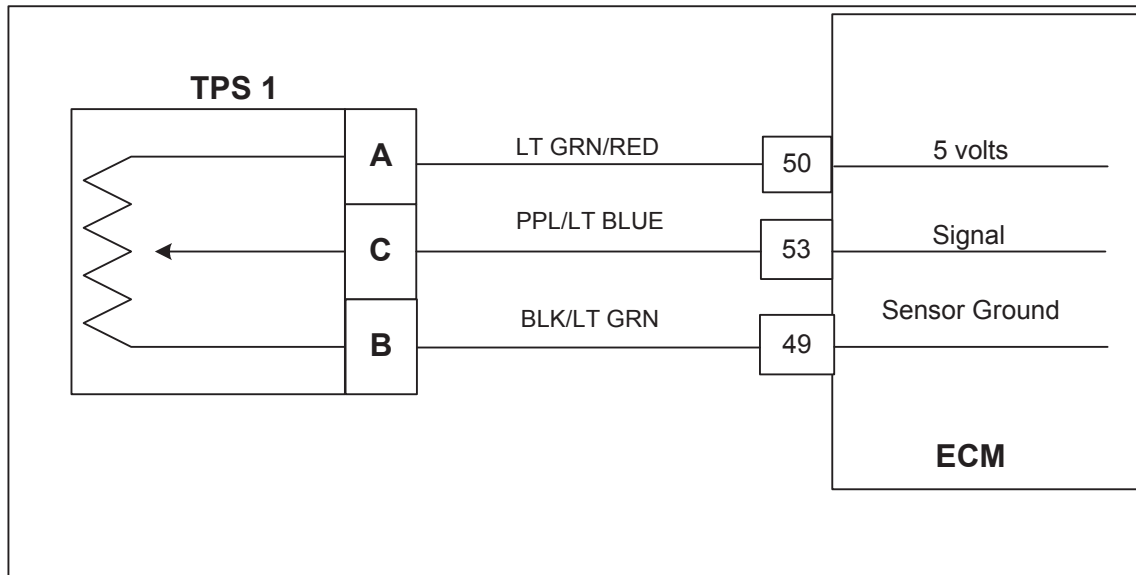 TPS 1
A
LT GRN/RED
50
5 volts
C
PPL/LT BLUE
53
Signal
B
BLK/LT GRN
49
Sensor Ground
ECM